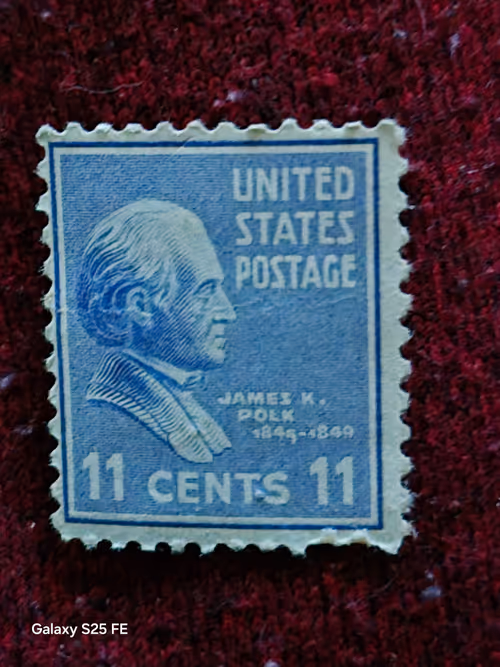 UNITED
STATES
POSTAGE
JAMES K.
POLK
1845-1849
11 CENTS 11
Galaxy S25 FE